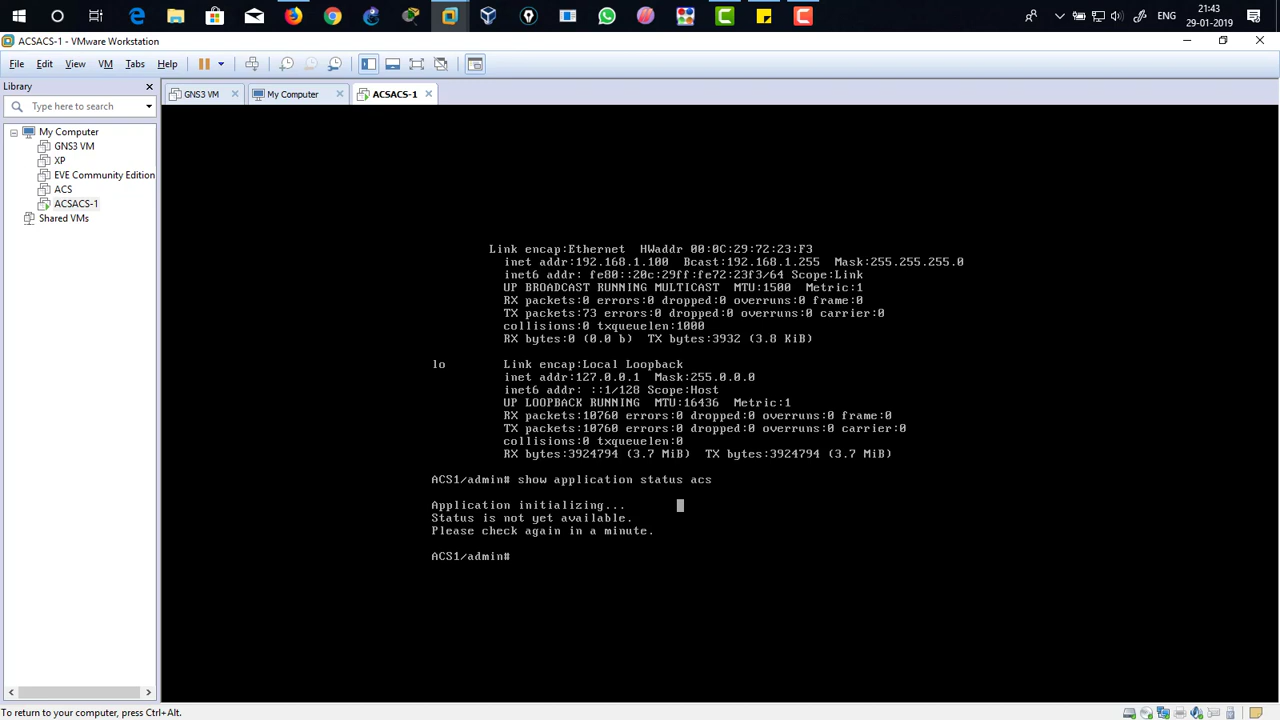 21:43
ENG
29-01-2019
ACSACS-1 - VMware Workstation
File Edit View VM Tabs Help
Library
Type here to search
GNS3 VM
My Computer
ACSACS-1
My Computer
GNS3 VM
XP
EVE Community Edition
ACS
ACSACS-1
Shared VMs
Link encap:Ethernet HWaddr 00:0C:29:72:23:F3
inet addr:192.168.1.100 Bcast:192.168.1.255 Mask:255.255.255.0
inet6 addr: fe80::20c:29ff:fe72:23f3/64 Scope:Link
UP BROADCAST RUNNING MULTICAST MTU:1500 Metric:1
RX packets:0 errors:0 dropped:0 overruns:0 frame:0
TX packets:73 errors:0 dropped:0 overruns:0 carrier:0
collisions:0 txqueuelen:1000
RX bytes:0 (0.0 b) TX bytes:3932 (3.8 KiB)
lo Link encap:Local Loopback
inet addr:127.0.0.1 Mask:255.0.0.0
inet6 addr: ::1/128 Scope:Host
UP LOOPBACK RUNNING MTU:16436 Metric:1
RX packets:10760 errors:0 dropped:0 overruns:0 frame:0
TX packets:10760 errors:0 dropped:0 overruns:0 carrier:0
collisions:0 txqueuelen:0
RX bytes:3924794 (3.7 MiB) TX bytes:3924794 (3.7 MiB)
ACS1/admin# show application status acs
Application initializing...
Status is not yet available.
Please check again in a minute.
ACS1/admin#
To return to your computer, press Ctrl+Alt.